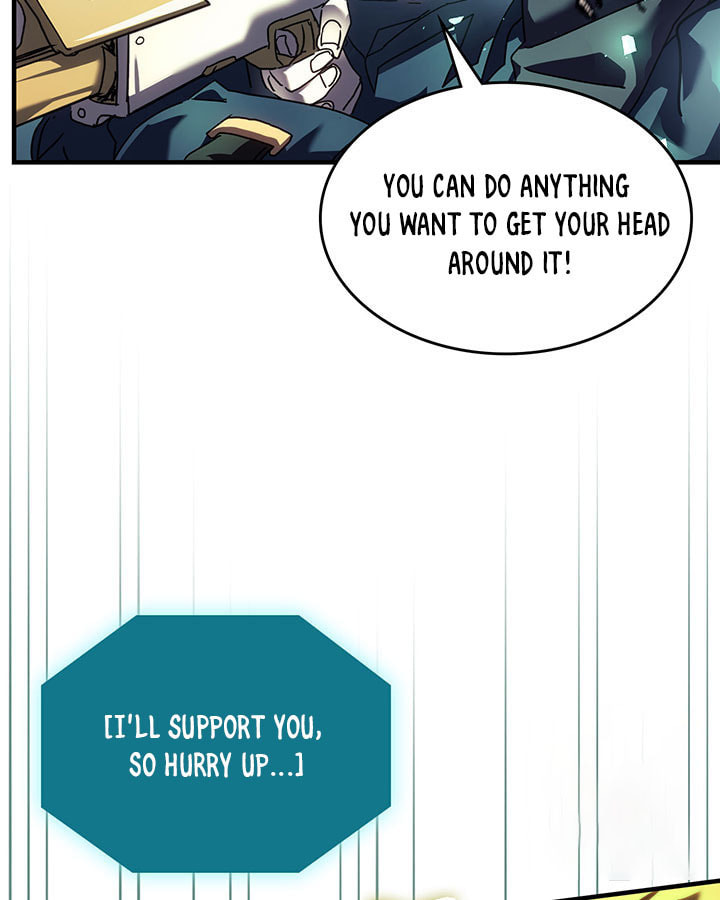 YOU CAN DO ANYTHING
YOU WANT TO GET YOUR HEAD
AROUND IT!
[I'LL SUPPORT YOU,
SO HURRY UP...]